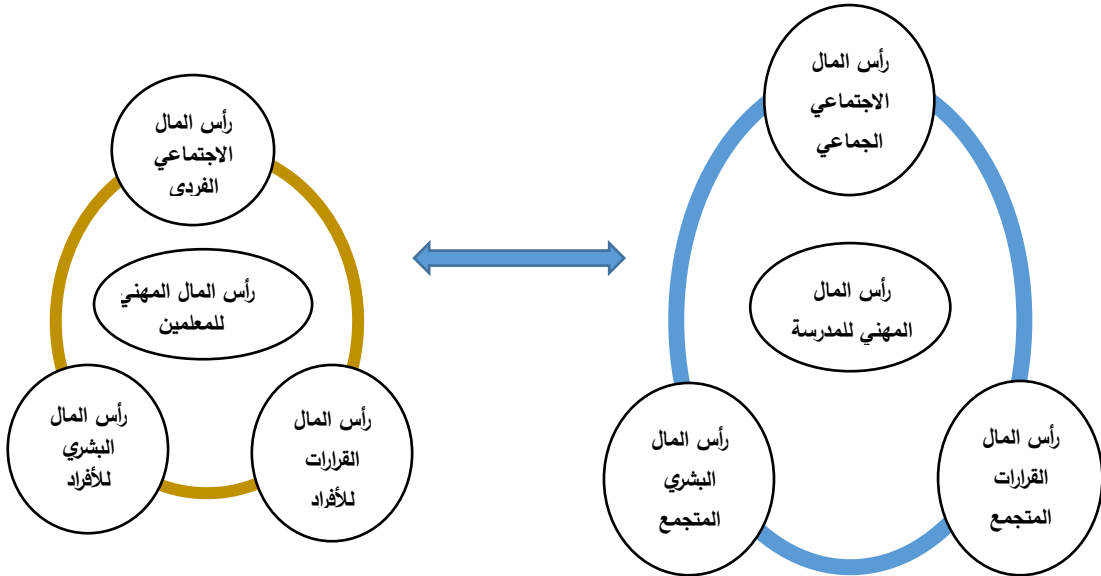 رأس المال
الاجتماعي
الجماعي
رأس المال
المهني للمدرسة
رأس المال
القرارات
المتجمع
رأس المال
البشري
المتجمع
رأس المال
الاجتماعي
الفردي
رأس المال المهني
للمعلمين
رأس المال
القرارات
للأفراد
رأس المال
البشري
للأفراد